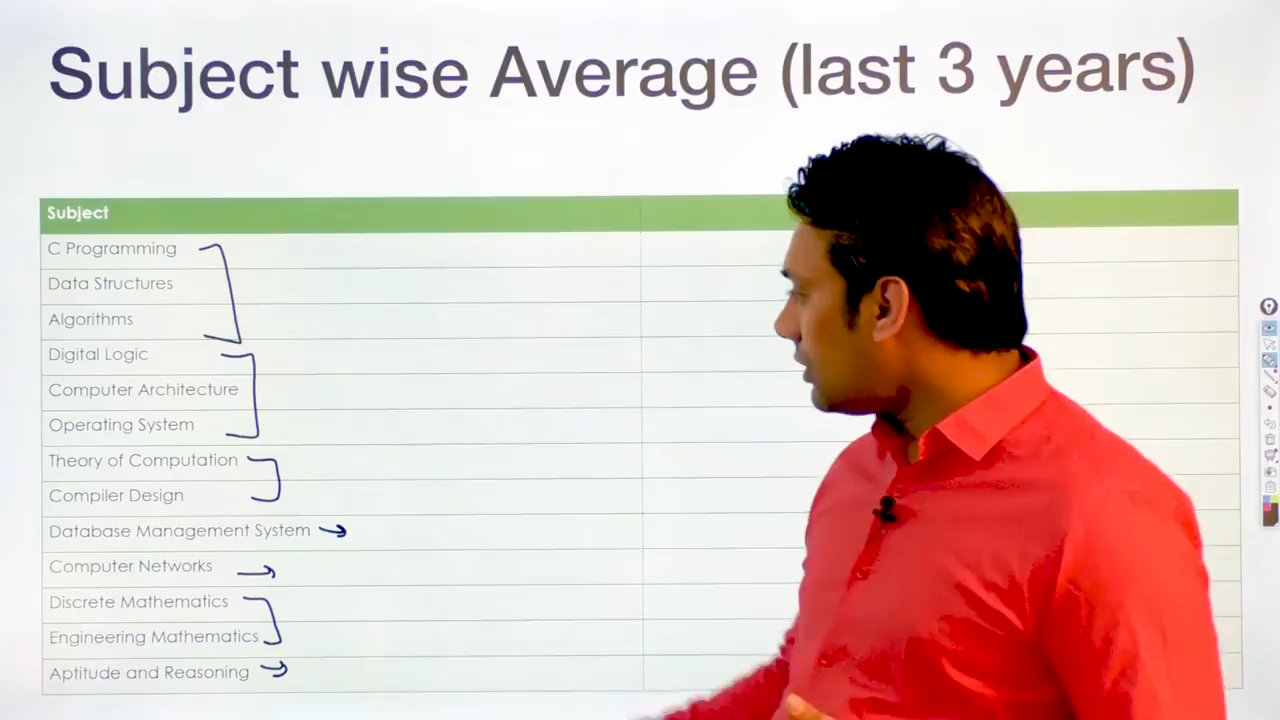 Subject wise Average (last 3 years)
Subject
C Programming
Data Structures
Algorithms
Digital Logic
Computer Architecture
Operating System
Theory of Computation
Compiler Design
Database Management System
Computer Networks
Discrete Mathematics
Engineering Mathematics
Aptitude and Reasoning